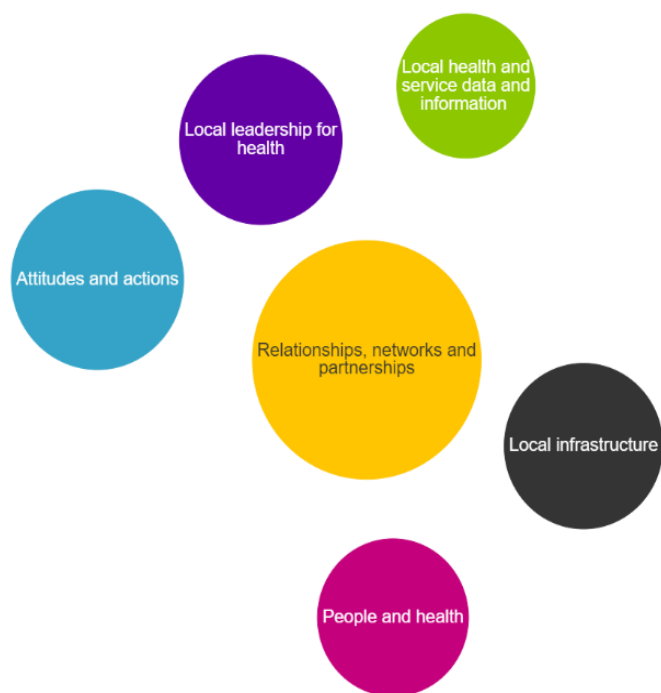 Local health and
service data and
information
Local leadership for
health
Attitudes and actions
Relationships, networks and
partnerships
Local infrastructure
People and health